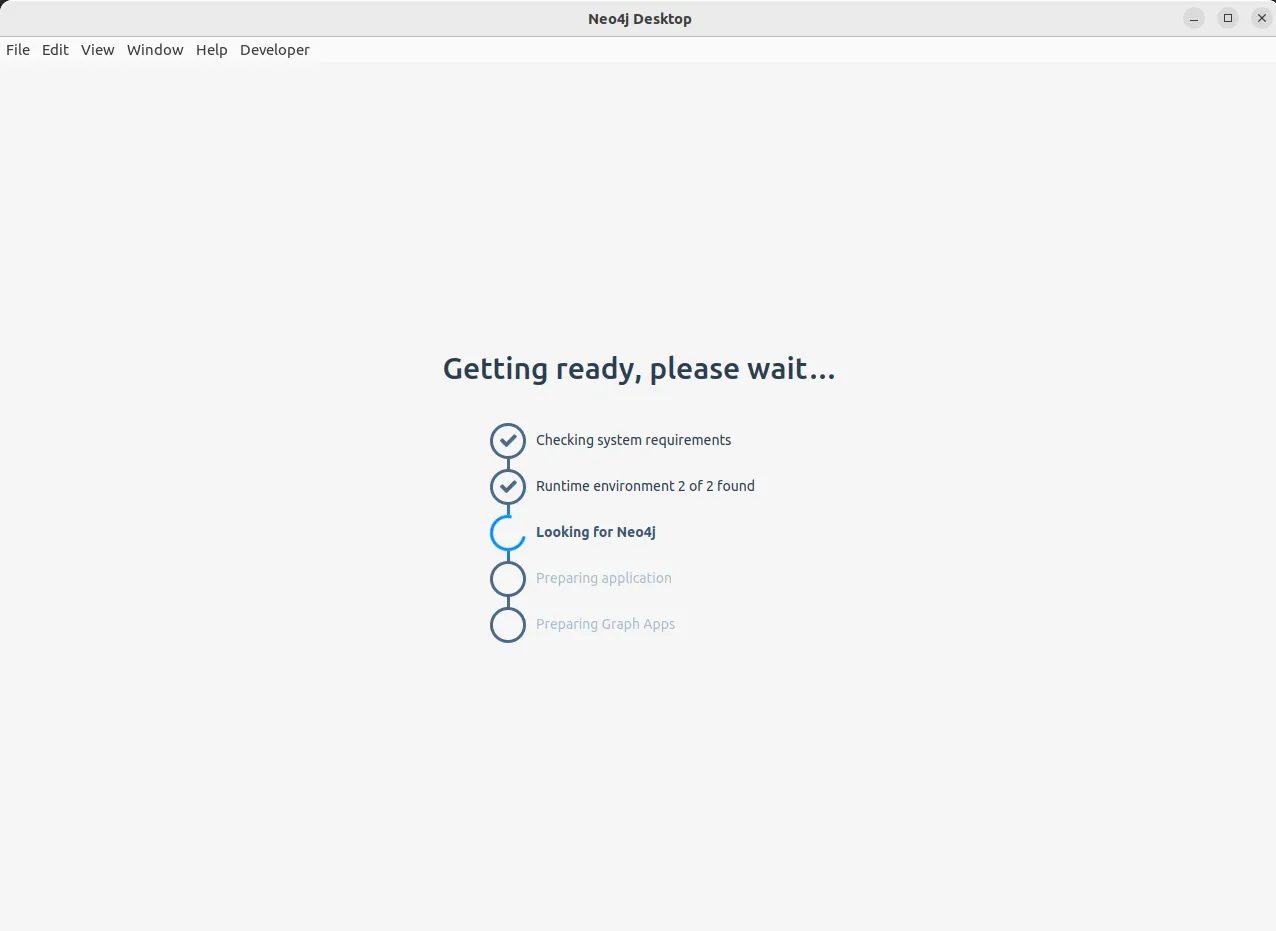 Neo4j Desktop
File Edit View Window Help Developer
Getting ready, please wait...
Checking system requirements
Runtime environment 2 of 2 found
Looking for Neo4j
Preparing application
Preparing Graph Apps